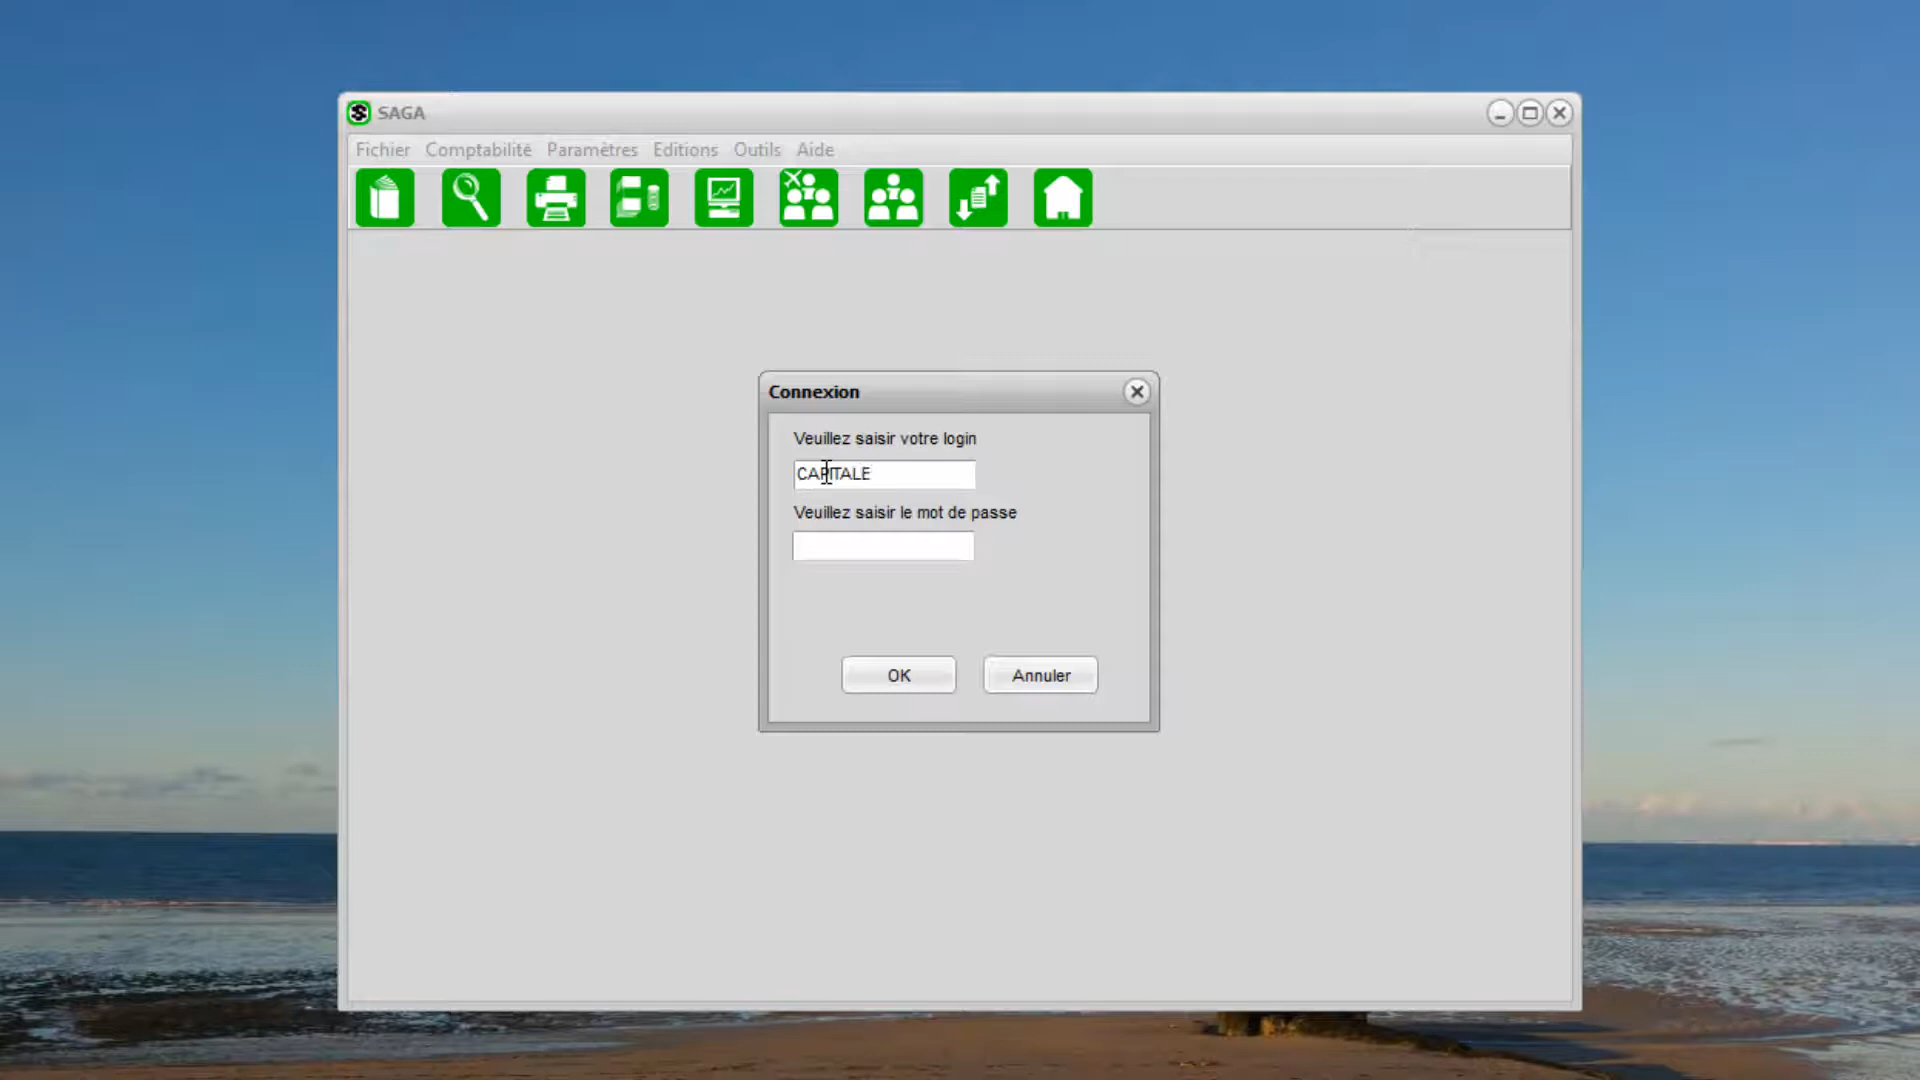 SAGA
Fichier Comptabilité Paramètres Editions Outils Aide
Connexion
Veuillez saisir votre login
CAPITALE
Veuillez saisir le mot de passe
OK Annuler